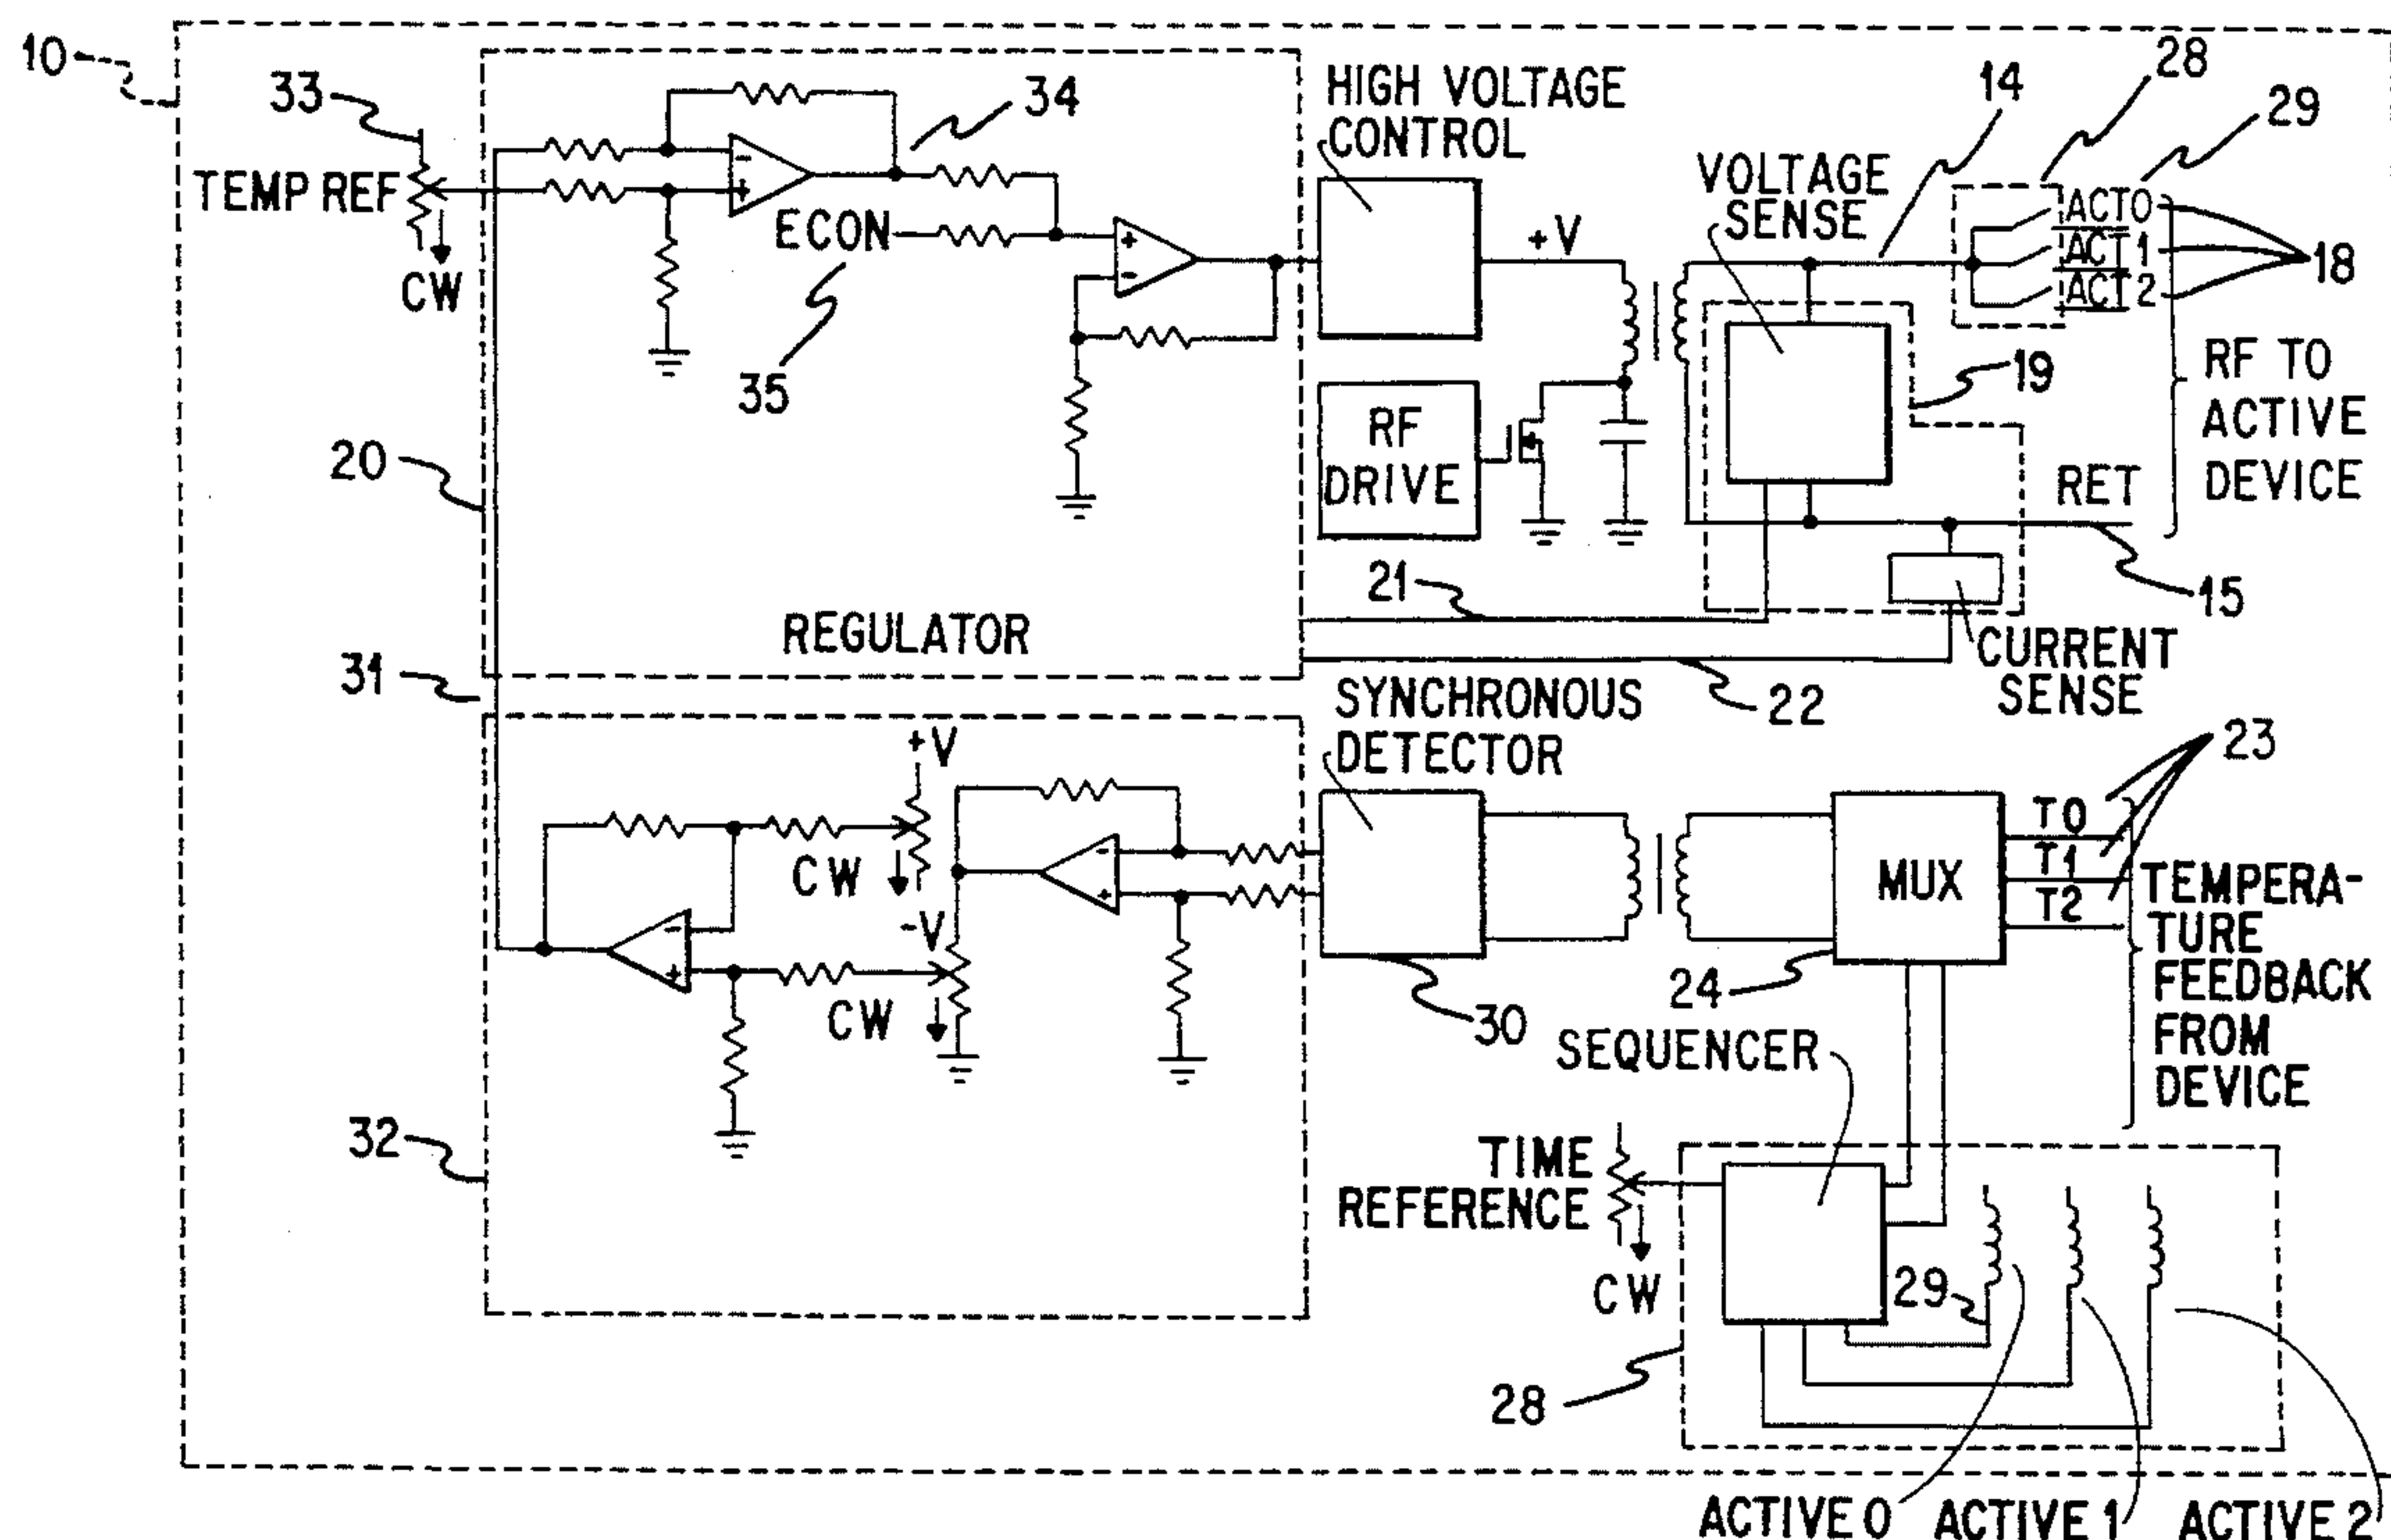 10
33
TEMP REF
CW
34
ECON
35
-
+
+
-
20
REGULATOR
HIGH VOLTAGE
CONTROL
+V
RF
DRIVE
VOLTAGE
SENSE
14
28
29
ACT0
ACT1
ACT2
18
19
RF TO
ACTIVE
DEVICE
RET
15
21
22
CURRENT
SENSE
31
32
+V
CW
-V
CW
-
+
-
+
SYNCHRONOUS
DETECTOR
30
MUX
24
T0
T1
T2
23
TEMPERA-
TURE
FEEDBACK
FROM
DEVICE
SEQUENCER
TIME
REFERENCE
CW
29
28
ACTIVE 0
ACTIVE 1
ACTIVE 2